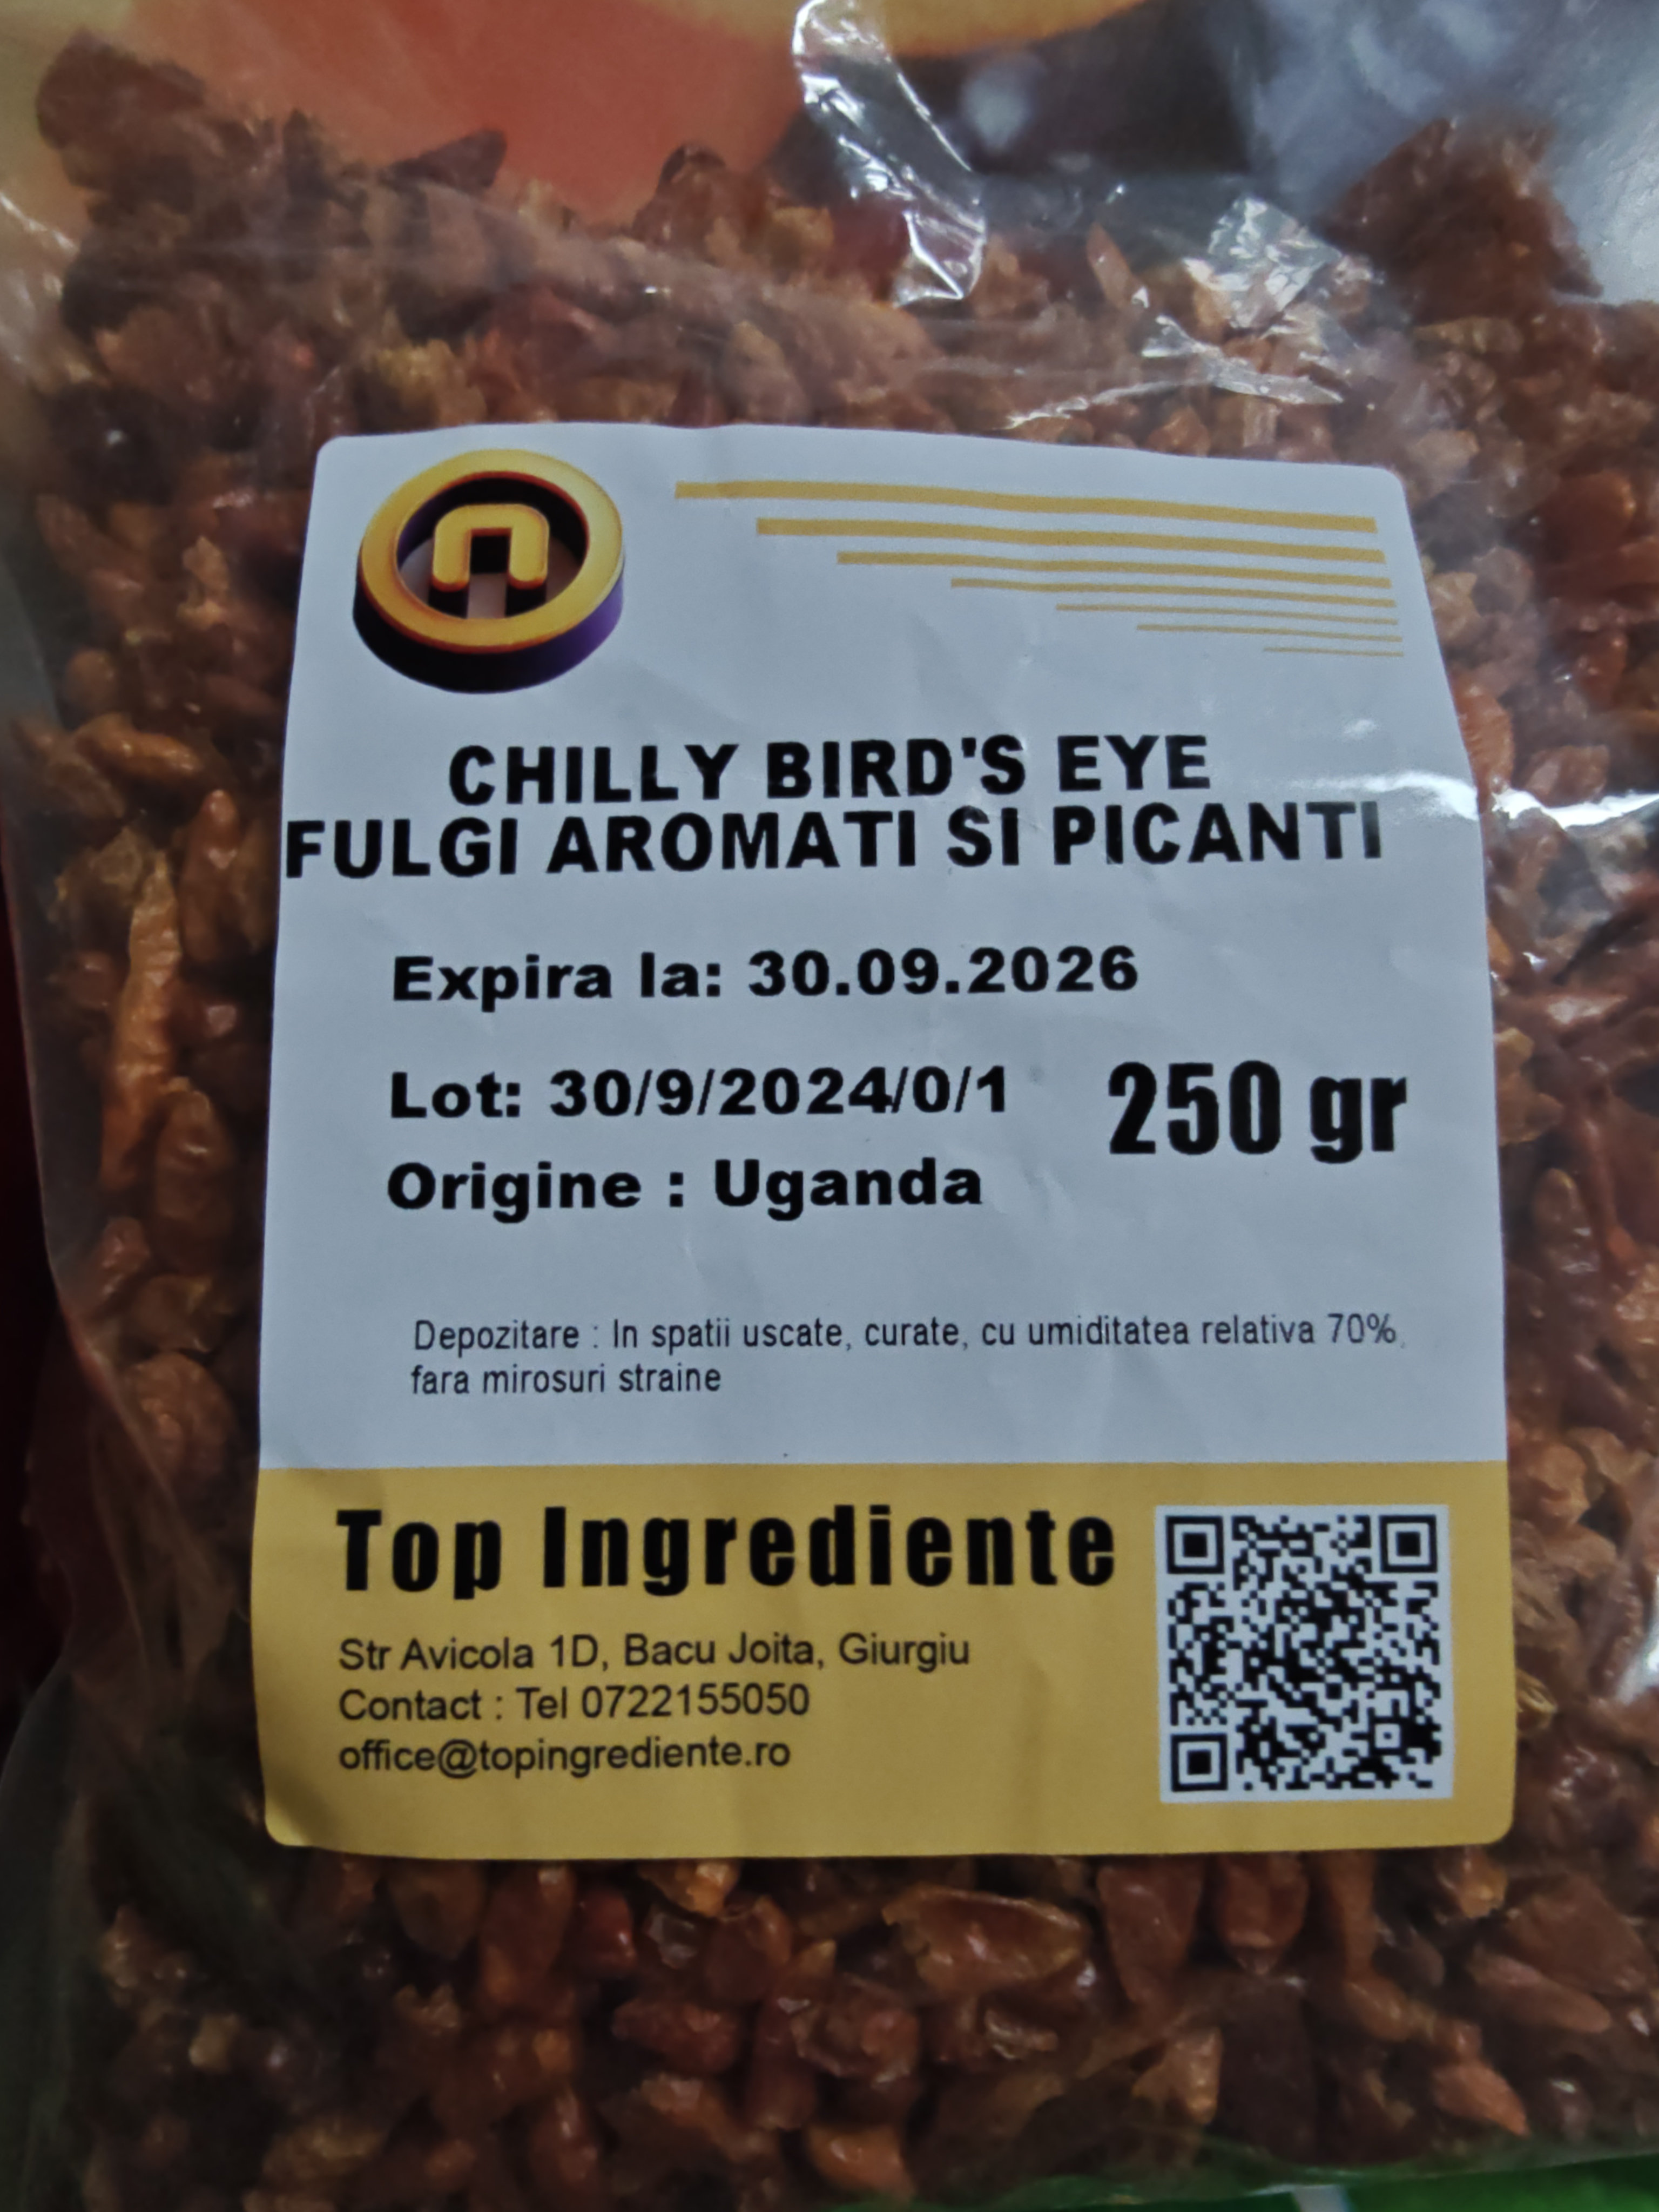 CHILLY BIRD'S EYE
FULGI AROMATI SI PICANTI
Expira la: 30.09.2026
Lot: 30/9/2024/0/1
250 gr
Origine : Uganda
Depozitare : In spatii uscate, curate, cu umiditatea relativa 70%,
fara mirosuri straine
Top Ingrediente
Str Avicola 1D, Bacu Joita, Giurgiu
Contact : Tel 0722155050
office@topingrediente.ro